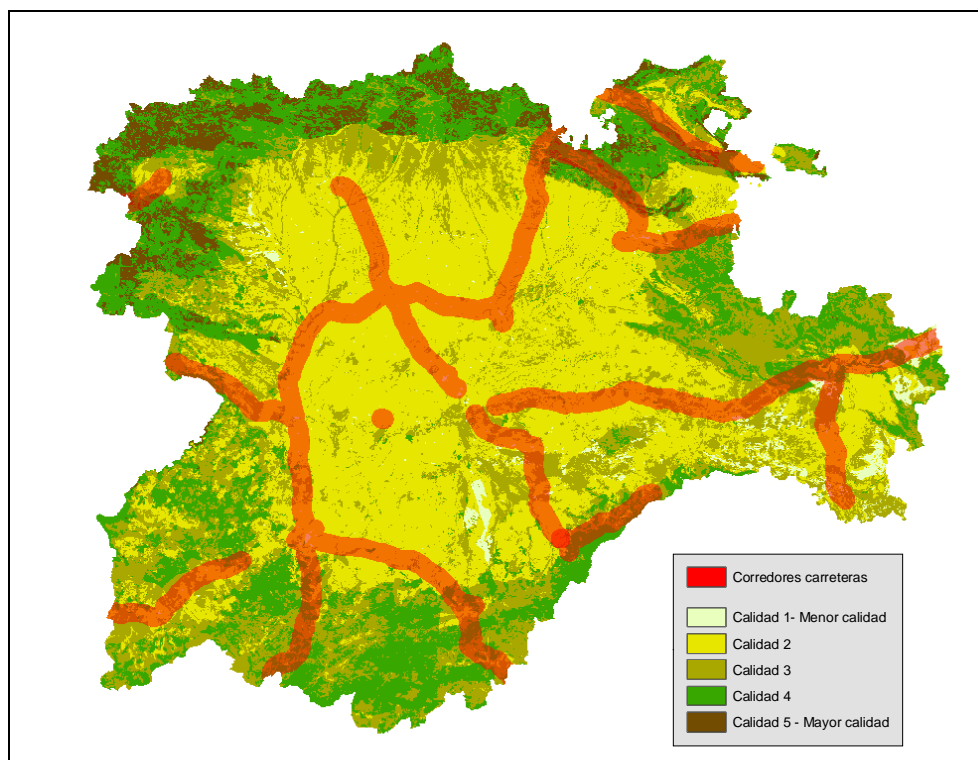 Corredores carreteras
Calidad 1- Menor calidad
Calidad 2
Calidad 3
Calidad 4
Calidad 5 - Mayor calidad